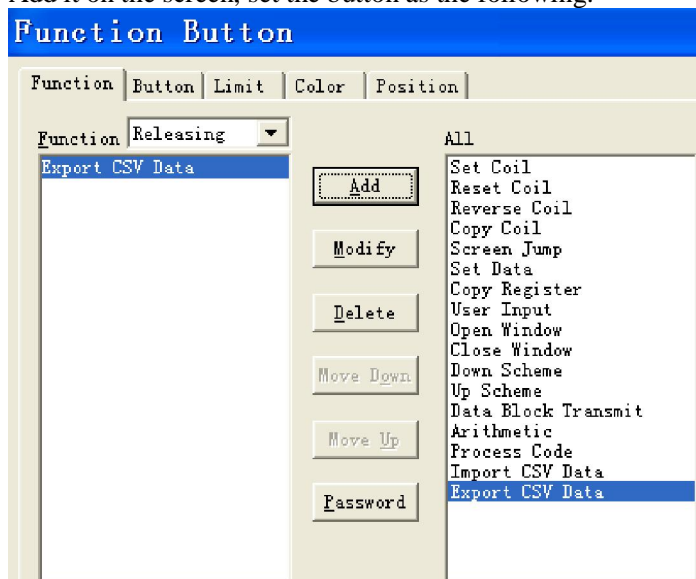 Add it on the screen, set the button as the following:
Function Button
Function Button Limit Color Position
Function Releasing
All
Export CSV Data
Add
Modify
Delete
Move Down
Move Up
Password
Set Coil
Reset Coil
Reverse Coil
Copy Coil
Screen Jump
Set Data
Copy Register
User Input
Open Window
Close Window
Down Scheme
Up Scheme
Data Block Transmit
Arithmetic
Process Code
Import CSV Data
Export CSV Data